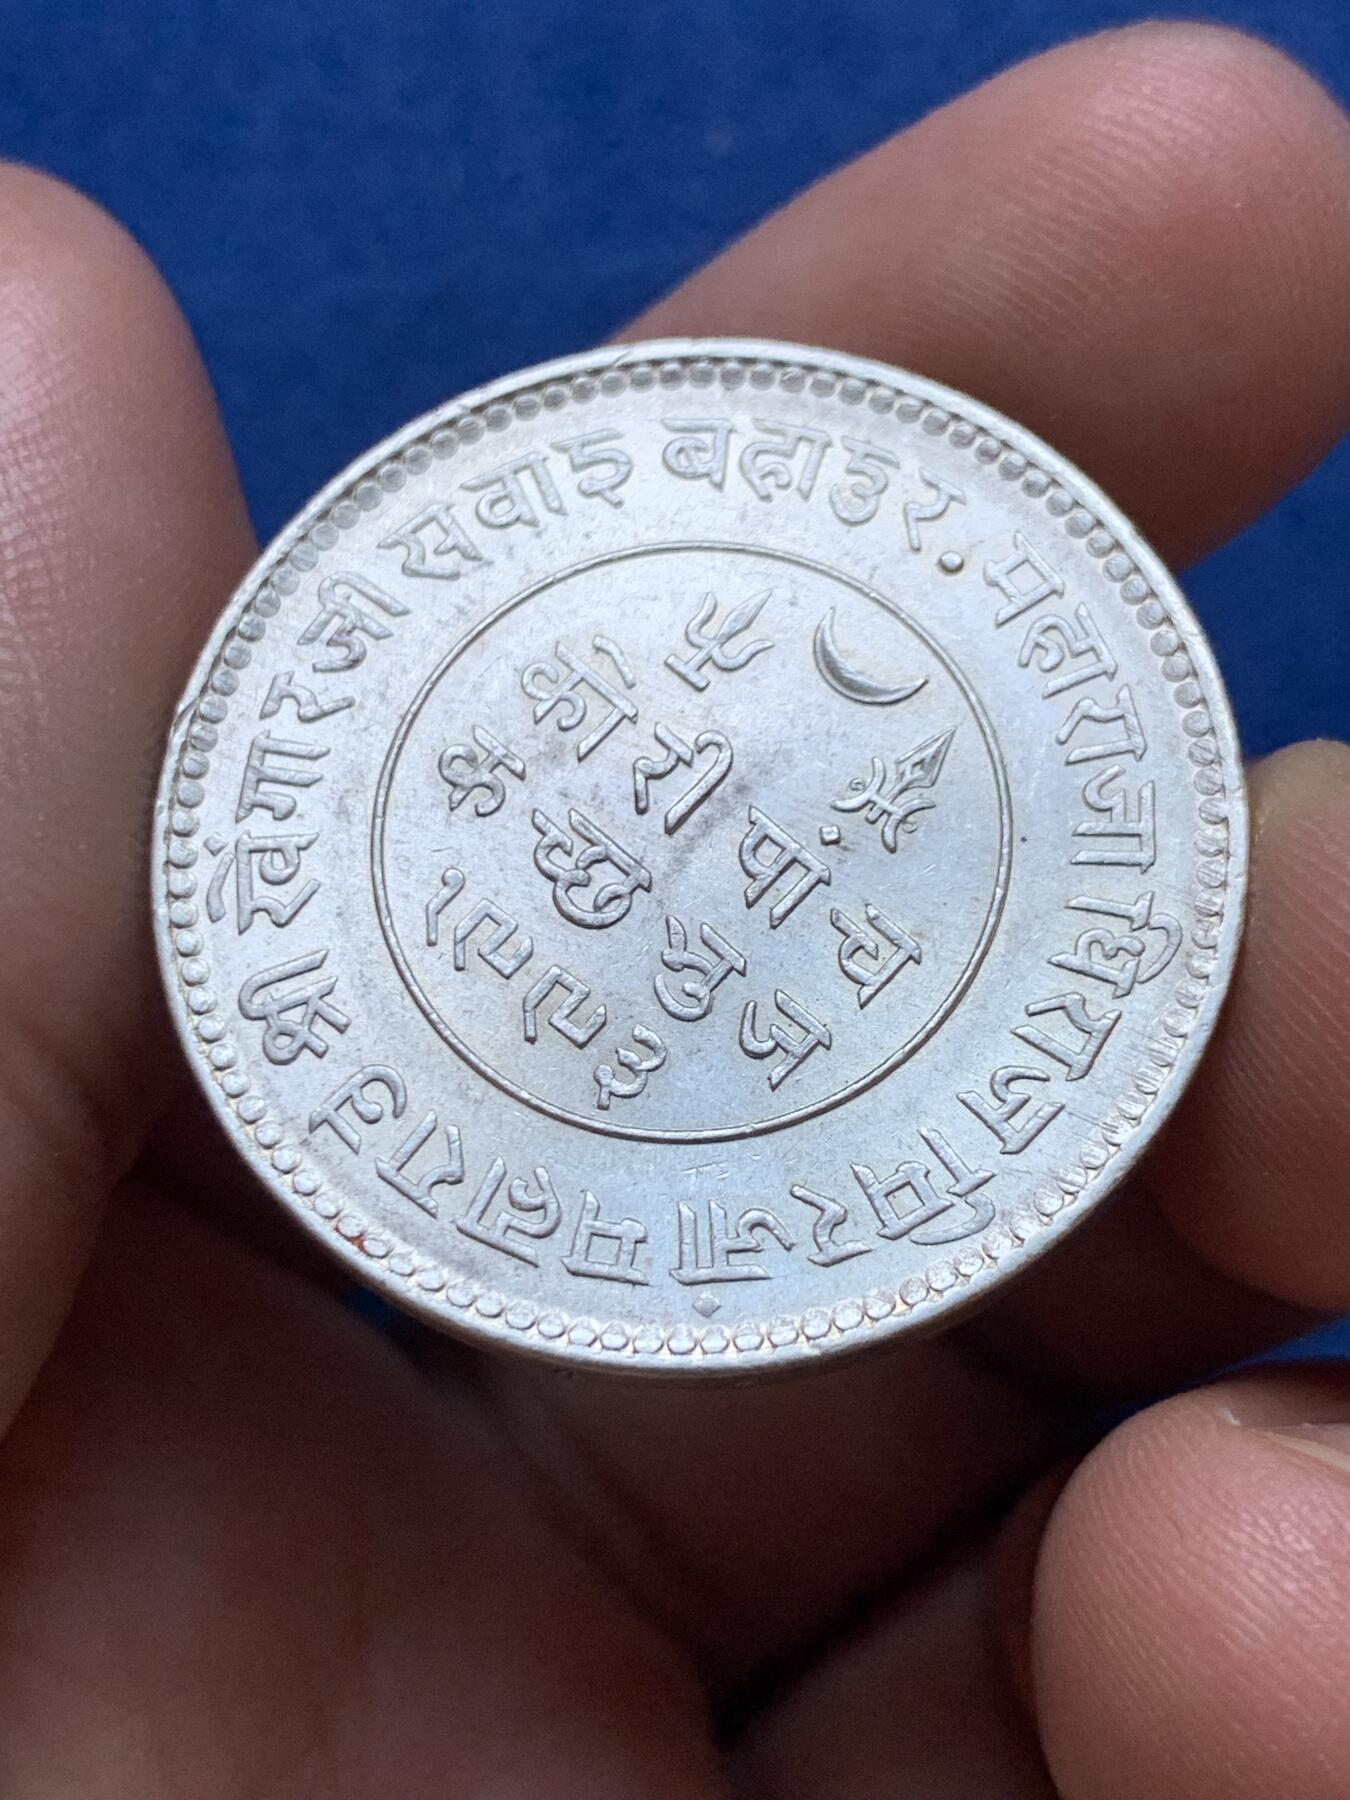 महाराजा धिराज मिरजां महाराउ श्री खेंगारजी सवाइ बहादुर.
कोरी पांच
कच्छ भुज
१९९३